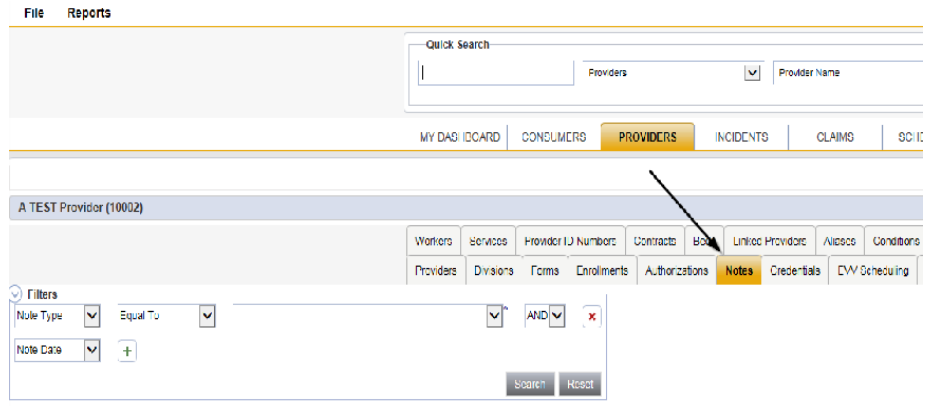 File Reports
Quick Search
Providers Provider Name
MY DASHBOARD CONSUMERS PROVIDERS INCIDENTS CLAIMS SCHE
A TEST Provider (10002)
Workers Services Provider ID Numbers Contracts Linked Providers Aliases Conditions
Providers Divisions Forms Enrollments Authorizations Notes Credentials EVV Scheduling
Filters
Note Type Equal To AND
Note Date
Search Reset